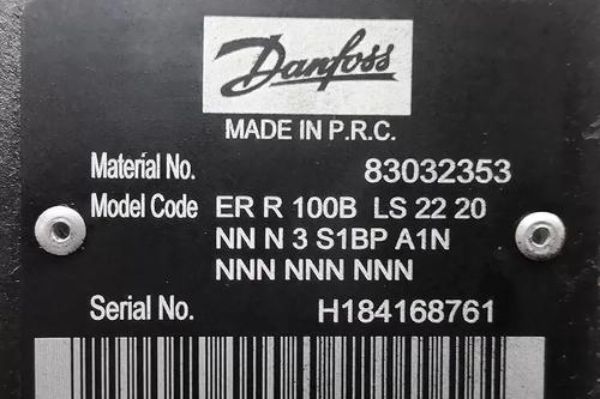 Danfoss
MADE IN P.R.C.
Material No. 83032353
Model Code ER R 100B LS 22 20
NN N 3 S1BP A1N
NNN NNN NNN
Serial No. H184168761